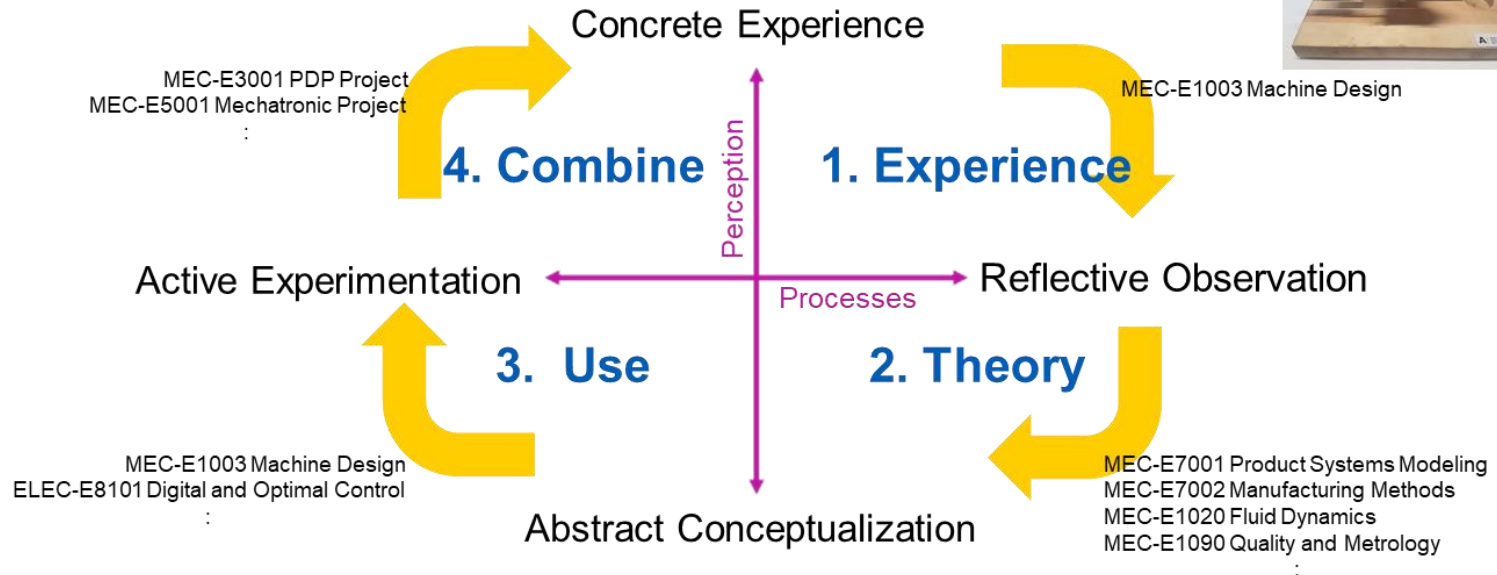 Concrete Experience
MEC-E3001 PDP Project
MEC-E5001 Mechatronic Project
:
MEC-E1003 Machine Design
4. Combine
Perception
1. Experience
Active Experimentation
Processes
Reflective Observation
3. Use
2. Theory
MEC-E1003 Machine Design
ELEC-E8101 Digital and Optimal Control
:
MEC-E7001 Product Systems Modeling
MEC-E7002 Manufacturing Methods
MEC-E1020 Fluid Dynamics
MEC-E1090 Quality and Metrology
:
Abstract Conceptualization